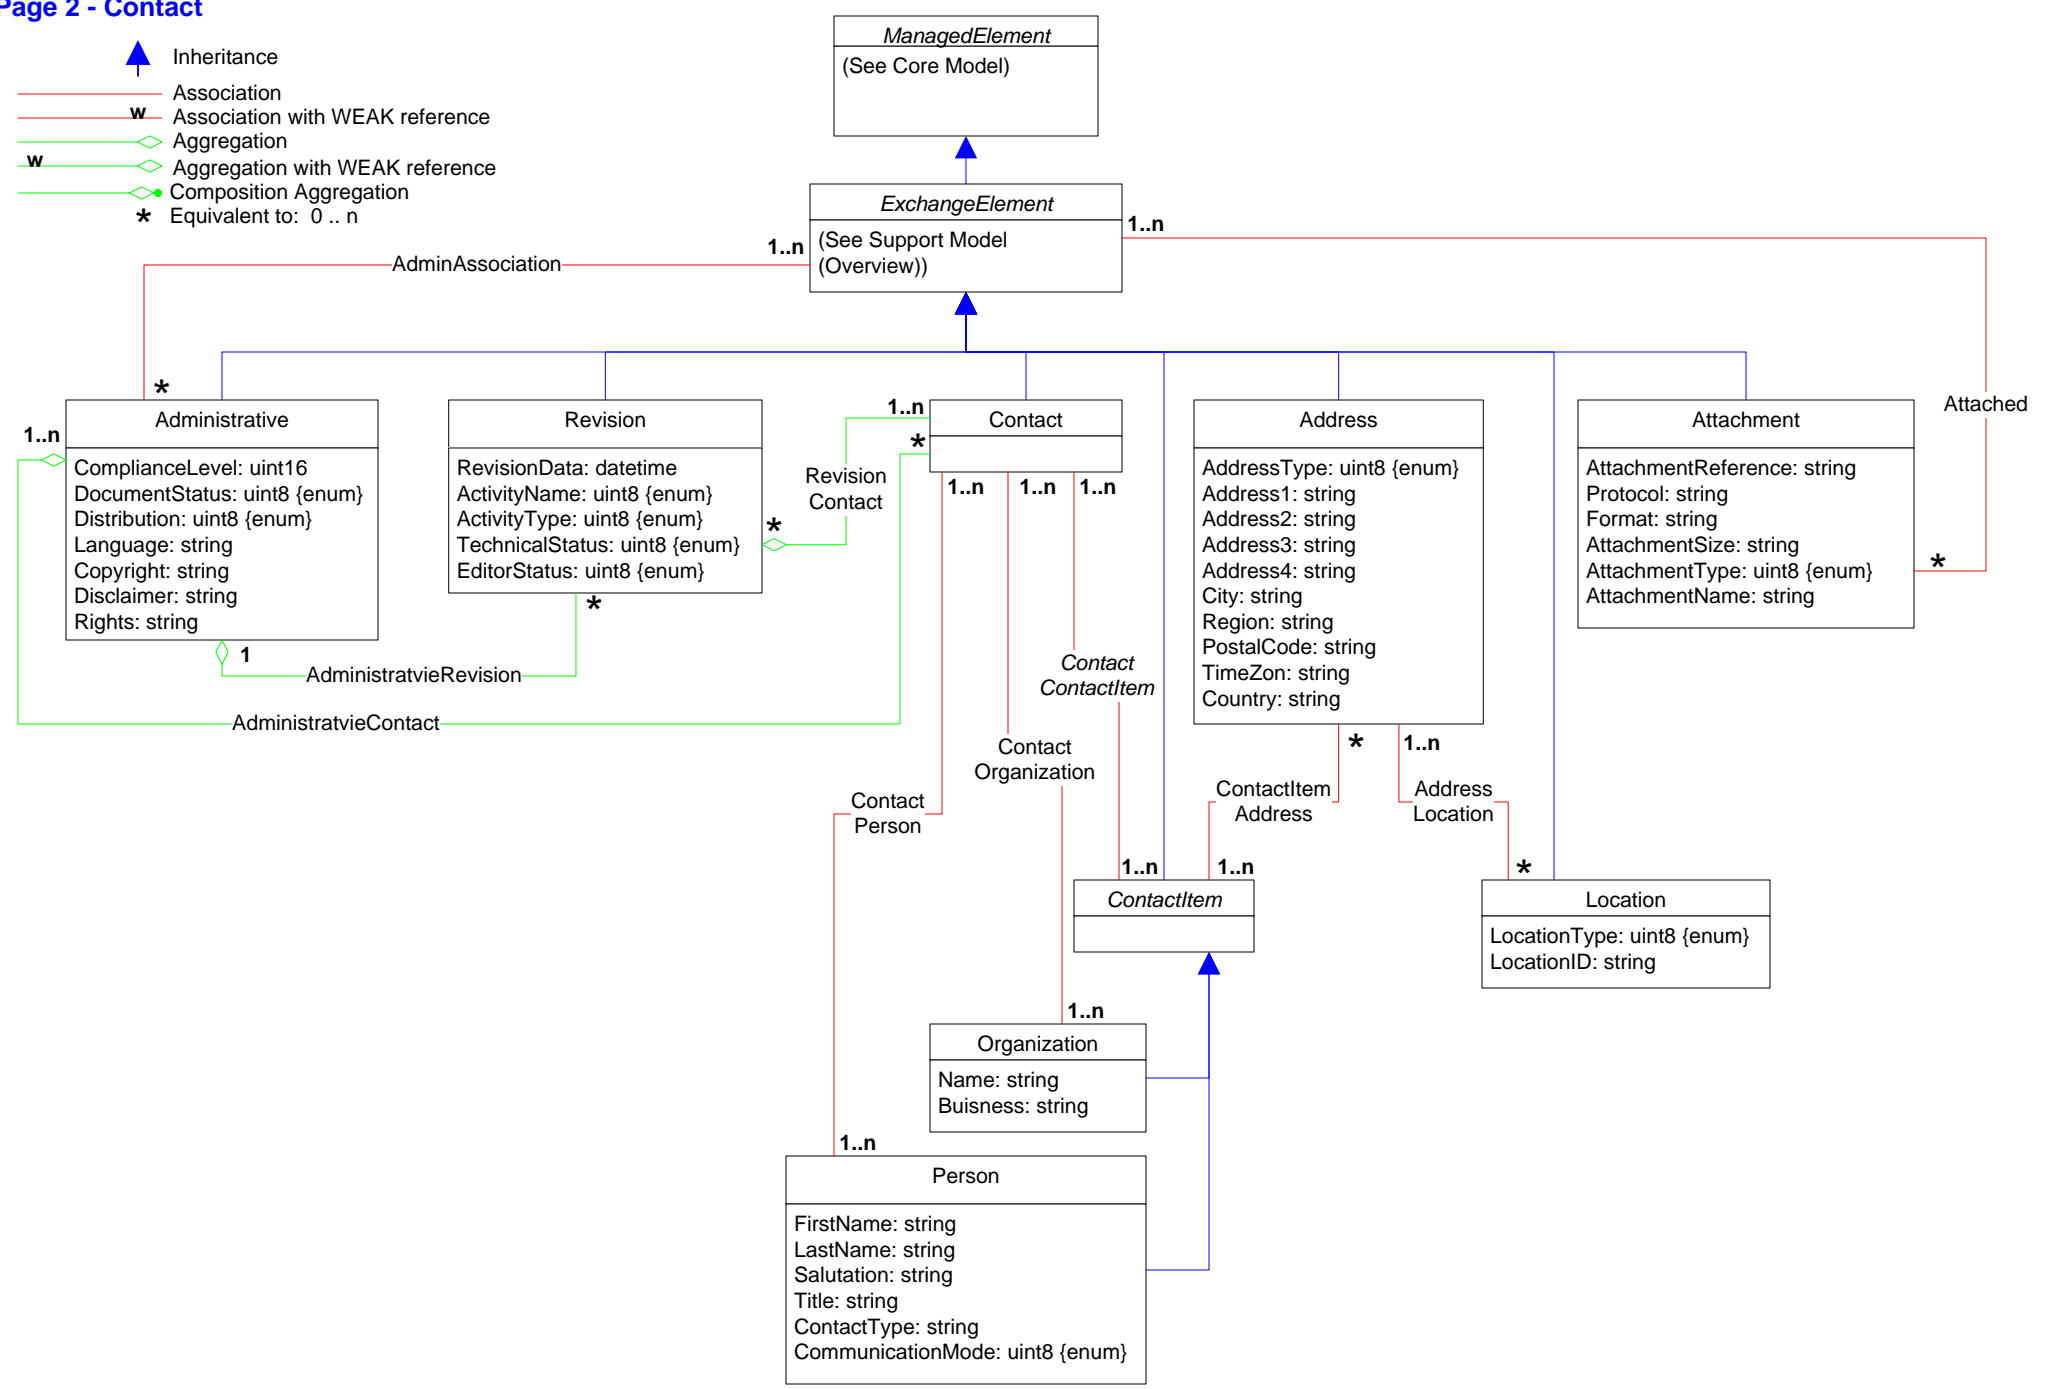 Page 2 - Contact
Inheritance
Association
w
Association with WEAK reference
Aggregation
w
Aggregation with WEAK reference
Composition Aggregation
* Equivalent to: 0 .. n
ManagedElement
(See Core Model)
ExchangeElement
(See Support Model
(Overview))
1..n
1..n
AdminAssociation
*
Attached
*
1..n
Administrative
ComplianceLevel: uint16
DocumentStatus: uint8 {enum}
Distribution: uint8 {enum}
Language: string
Copyright: string
Disclaimer: string
Rights: string
1
AdministratvieRevision
AdministratvieContact
Revision
RevisionData: datetime
ActivityName: uint8 {enum}
ActivityType: uint8 {enum}
TechnicalStatus: uint8 {enum}
EditorStatus: uint8 {enum}
*
*
Revision
Contact
1..n
*
Contact
1..n
1..n
1..n
Address
AddressType: uint8 {enum}
Address1: string
Address2: string
Address3: string
Address4: string
City: string
Region: string
PostalCode: string
TimeZon: string
Country: string
Attachment
AttachmentReference: string
Protocol: string
Format: string
AttachmentSize: string
AttachmentType: uint8 {enum}
AttachmentName: string
Contact
ContactItem
Contact
Organization
Contact
Person
*
1..n
ContactItem
Address
Address
Location
1..n
1..n
*
ContactItem
Location
LocationType: uint8 {enum}
LocationID: string
1..n
Organization
Name: string
Buisness: string
1..n
Person
FirstName: string
LastName: string
Salutation: string
Title: string
ContactType: string
CommunicationMode: uint8 {enum}